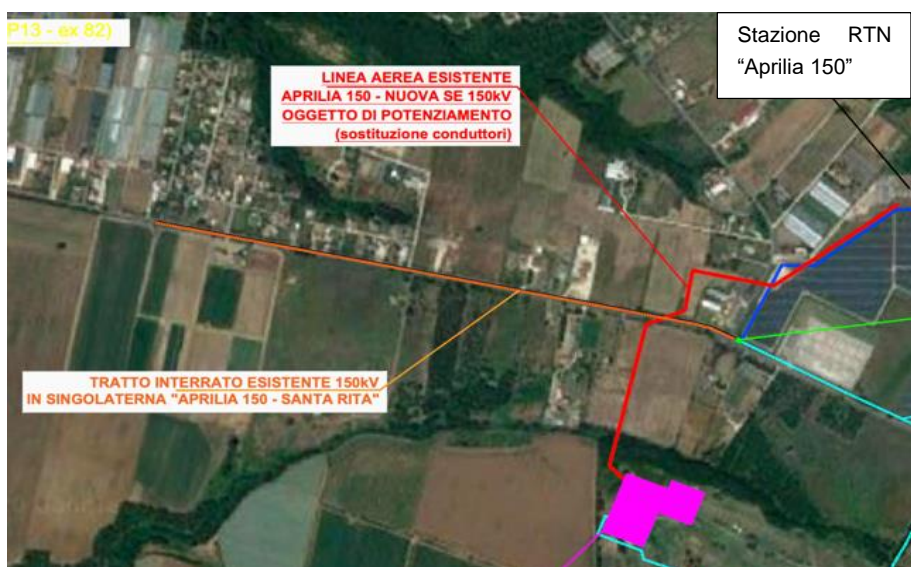 P13 - ex 82)
Stazione RTN
“Aprilia 150”
LINEA AEREA ESISTENTE
APRILIA 150 - NUOVA SE 150kV
OGGETTO DI POTENZIAMENTO
(sostituzione conduttori)
TRATTO INTERRATO ESISTENTE 150kV
IN SINGOLATERNA "APRILIA 150 - SANTA RITA"